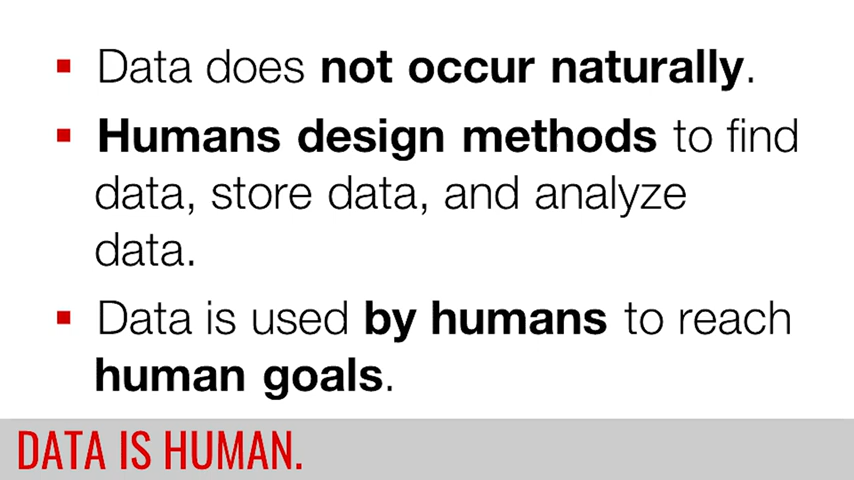 Data does not occur naturally.
Humans design methods to find
data, store data, and analyze
data.
Data is used by humans to reach
human goals.
DATA IS HUMAN.